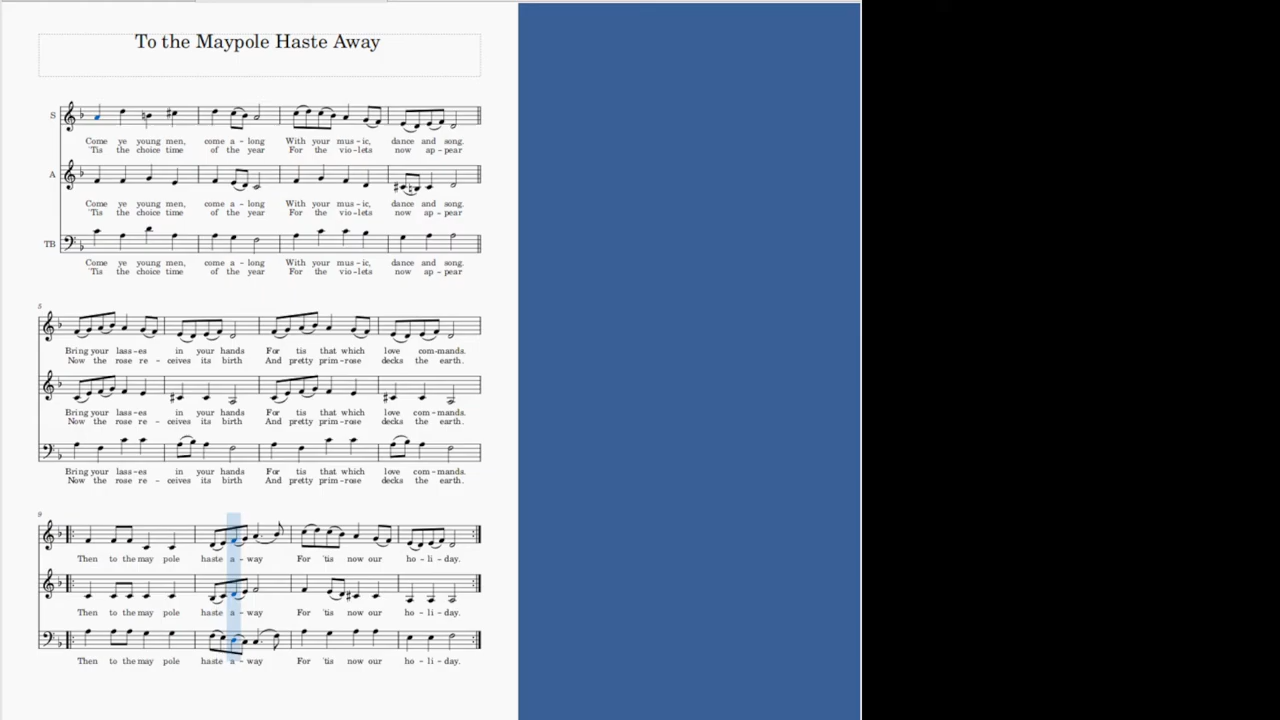 To the Maypole Haste Away
S
Come ye young men, come a - long With your mus - ic, dance and song.
'Tis the choice time of the year For the vio - lets now ap - pear
A
Come ye young men, come a - long With your mus - ic, dance and song.
'Tis the choice time of the year For the vio - lets now ap - pear
TB
Come ye young men, come a - long With your mus - ic, dance and song.
'Tis the choice time of the year For the vio - lets now ap - pear
5
Bring your lass - es in your hands For tis that which love com - mands.
Now the rose re - ceives its birth And pretty prim - rose decks the earth.
Bring your lass - es in your hands For tis that which love com - mands.
Now the rose re - ceives its birth And pretty prim - rose decks the earth.
Bring your lass - es in your hands For tis that which love com - mands.
Now the rose re - ceives its birth And pretty prim - rose decks the earth.
9
Then to the may pole haste a - way For 'tis now our ho - li - day.
Then to the may pole haste a - way For 'tis now our ho - li - day.
Then to the may pole haste a - way For 'tis now our ho - li - day.